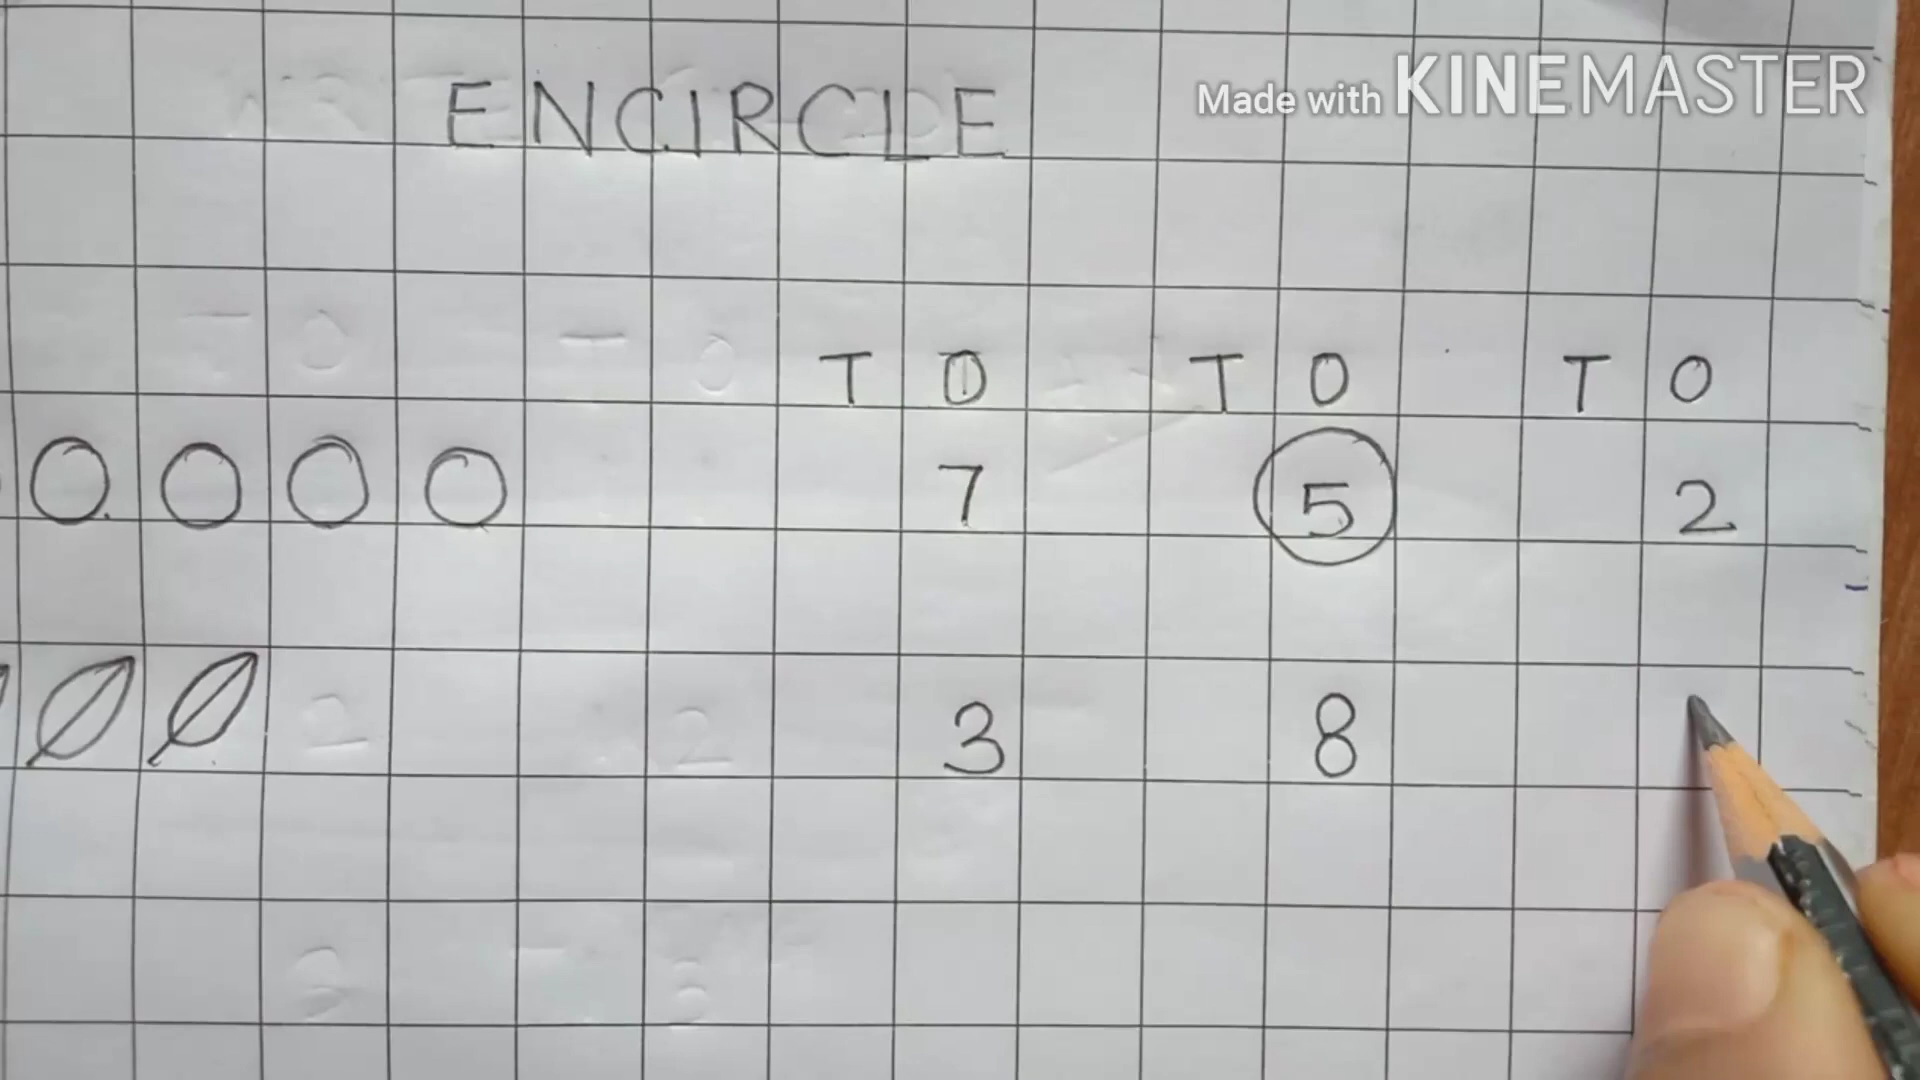 ENCIRCLE
Made with KINEMASTER
T O T O T O
7 5 2
3 8